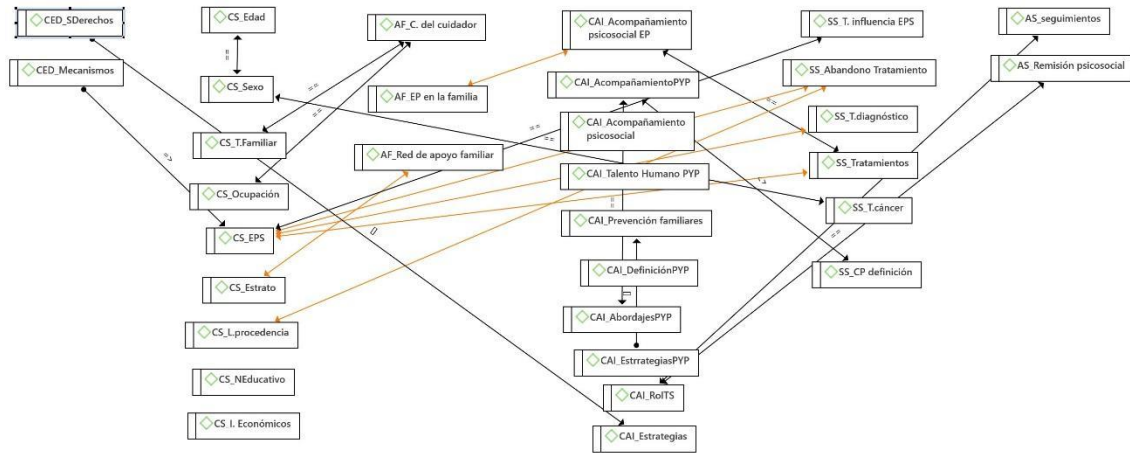 CED_SDerechos
CED_Mecanismos
CS_Edad
==
CS_Sexo
CS_T.Familiar
CS_Ocupación
=>
CS_EPS
CS_Estrato
CS_L.procedencia
CS_NEducativo
CS_I. Económicos
AF_C. del cuidador
==
==
AF_EP en la familia
AF_Red de apoyo familiar
[]
CAI_Acompañamiento
psicosocial EP
CAI_AcompañamientoPYP
==
==
CAI_Acompañamiento
psicosocial
CAI_Talento Humano PYP
==
CAI_Prevención familiares
CAI_DefiniciónPYP
[]
CAI_AbordajesPYP
CAI_EstrrategiasPYP
CAI_RolTS
CAI_Estrategias
SS_T. influencia EPS
SS_Abandono Tratamiento
==
SS_T.diagnóstico
SS_Tratamientos
<>
SS_T.cáncer
==
SS_CP definición
AS_seguimientos
AS_Remisión psicosocial